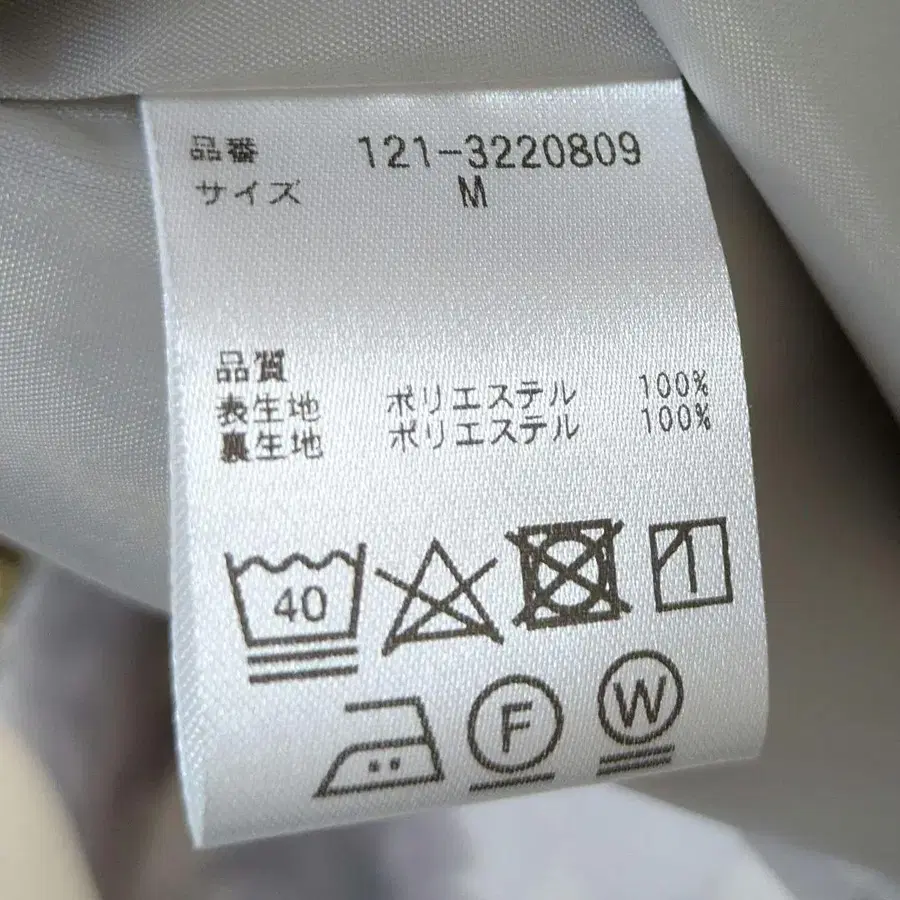 品番 121-3220809
サイズ M
品質
表生地 ポリエステル 100%
裏生地 ポリエステル 100%
40
F W